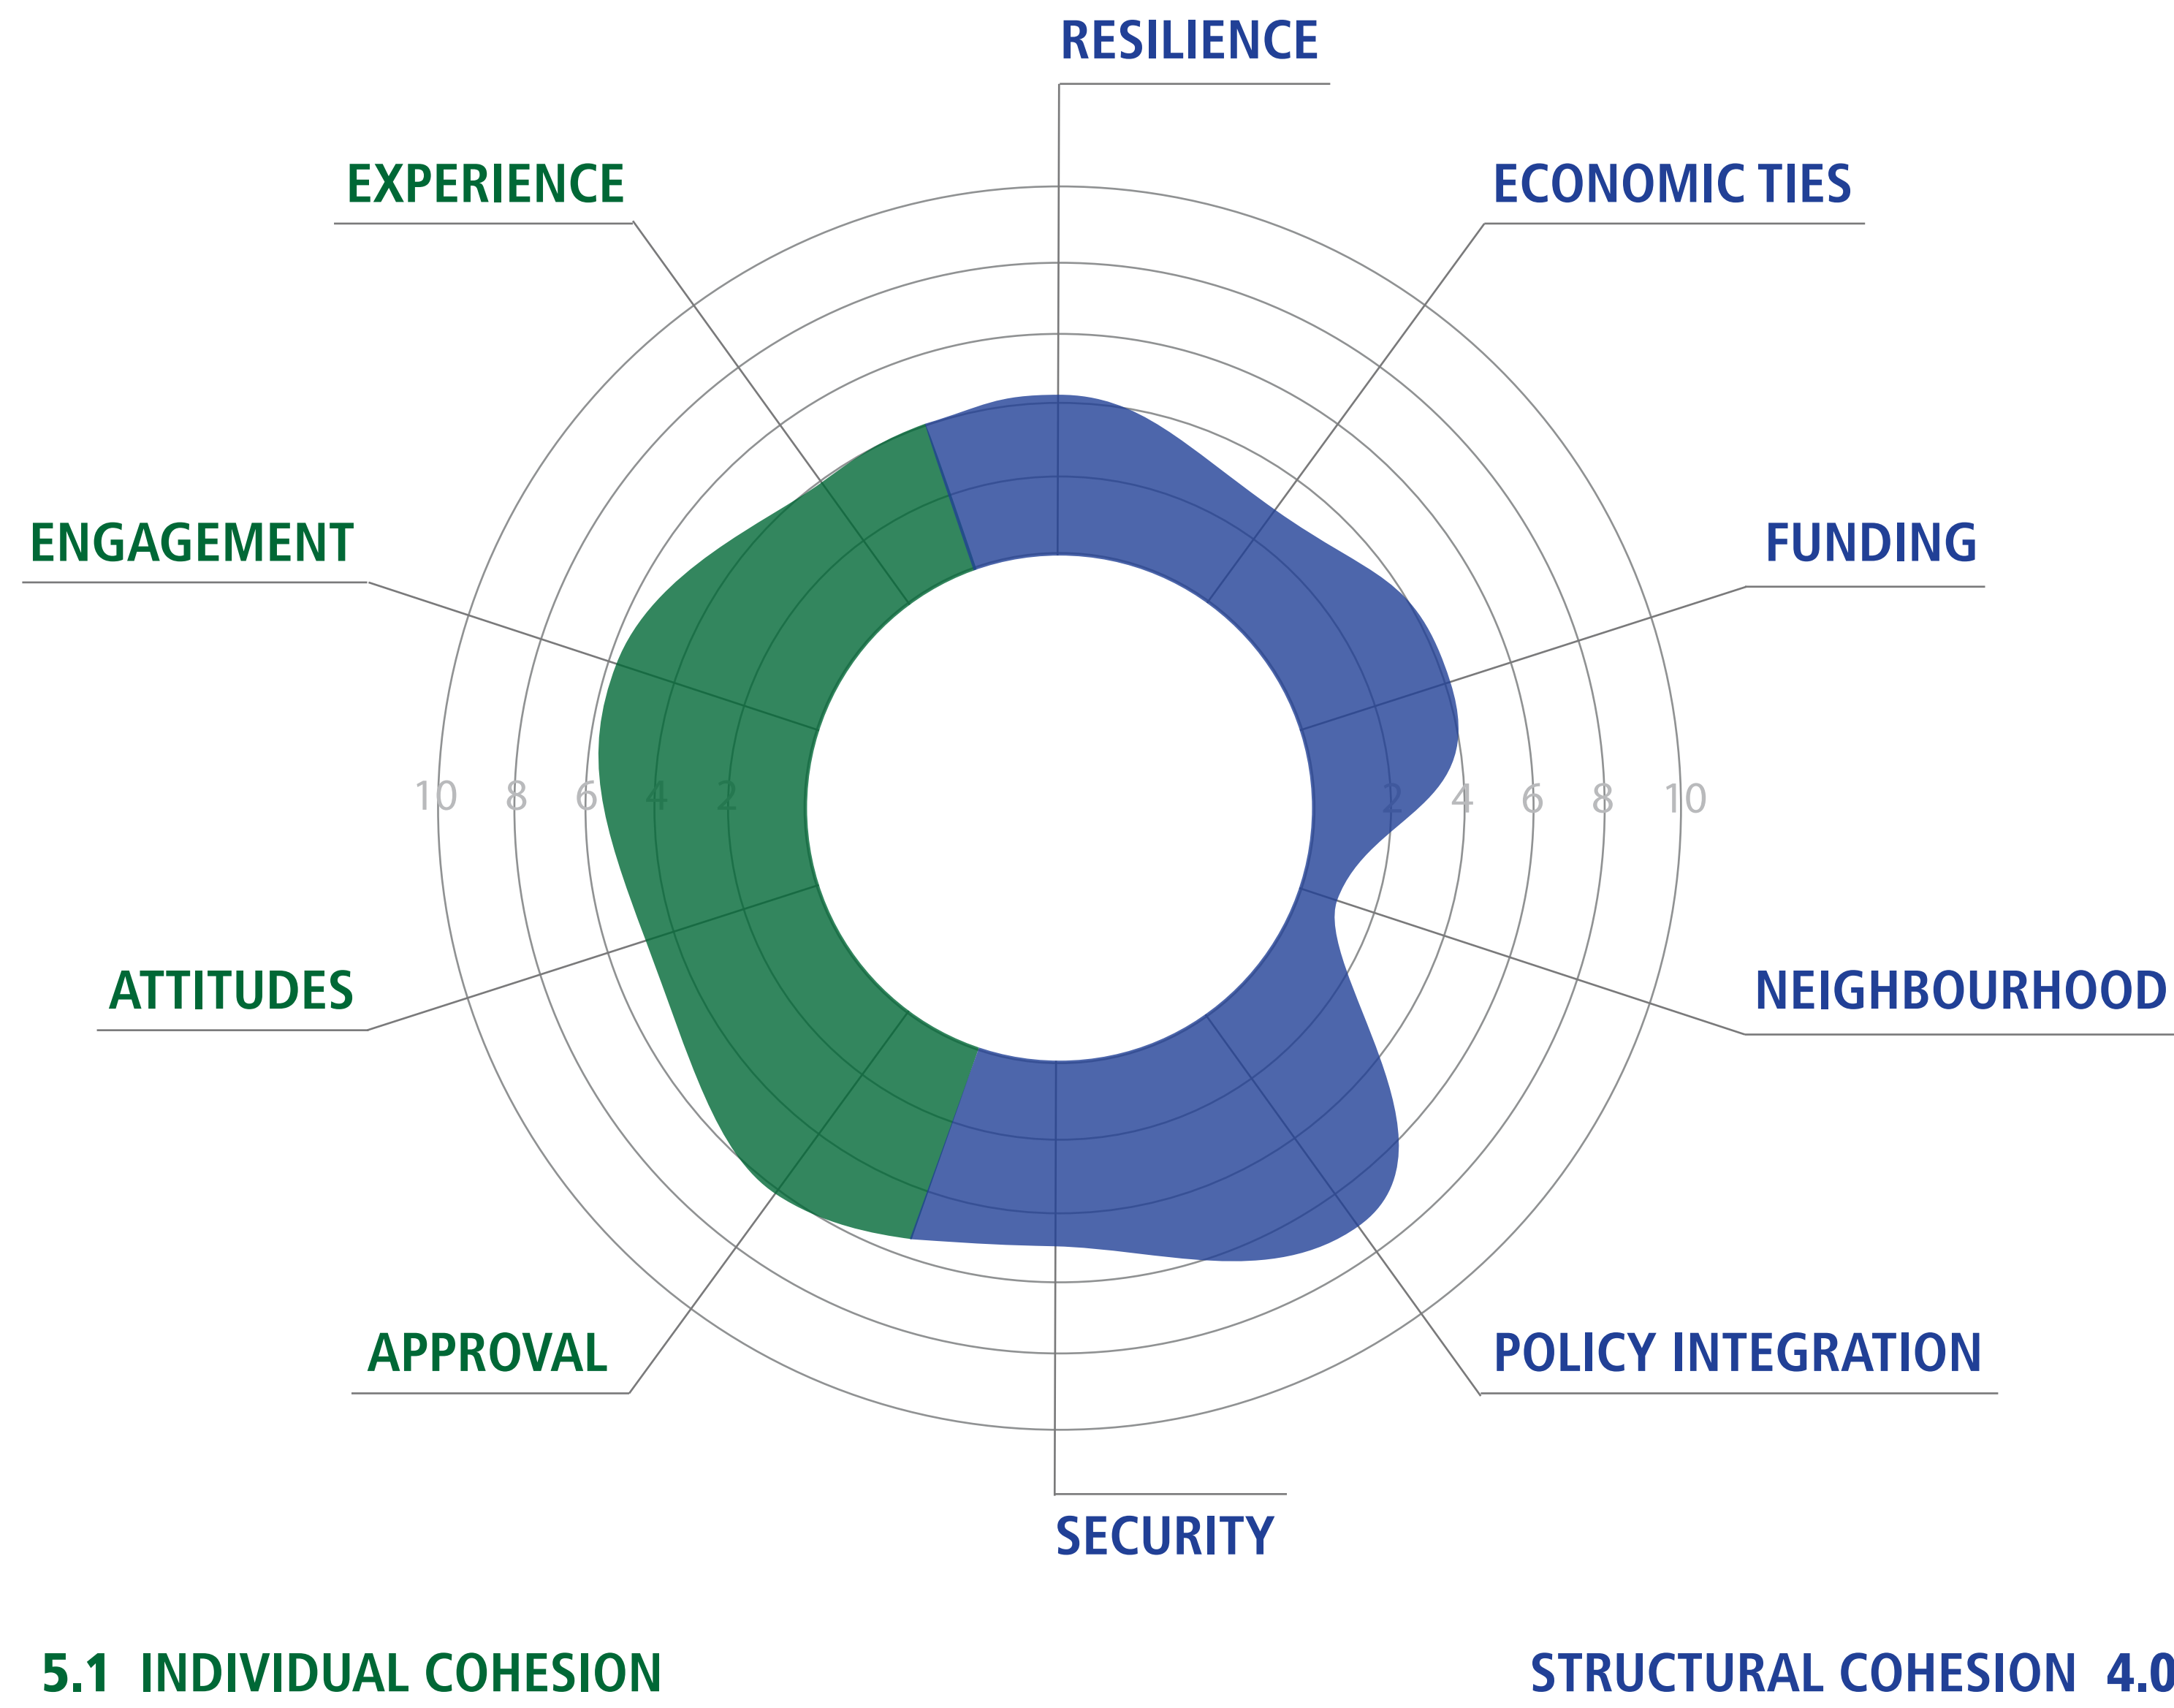 RESILIENCE
EXPERIENCE
ECONOMIC TIES
ENGAGEMENT
FUNDING
10 8 6 4 2 2 4 6 8 10
ATTITUDES
NEIGHBOURHOOD
APPROVAL
POLICY INTEGRATION
SECURITY
5.1 INDIVIDUAL COHESION
STRUCTURAL COHESION 4.0